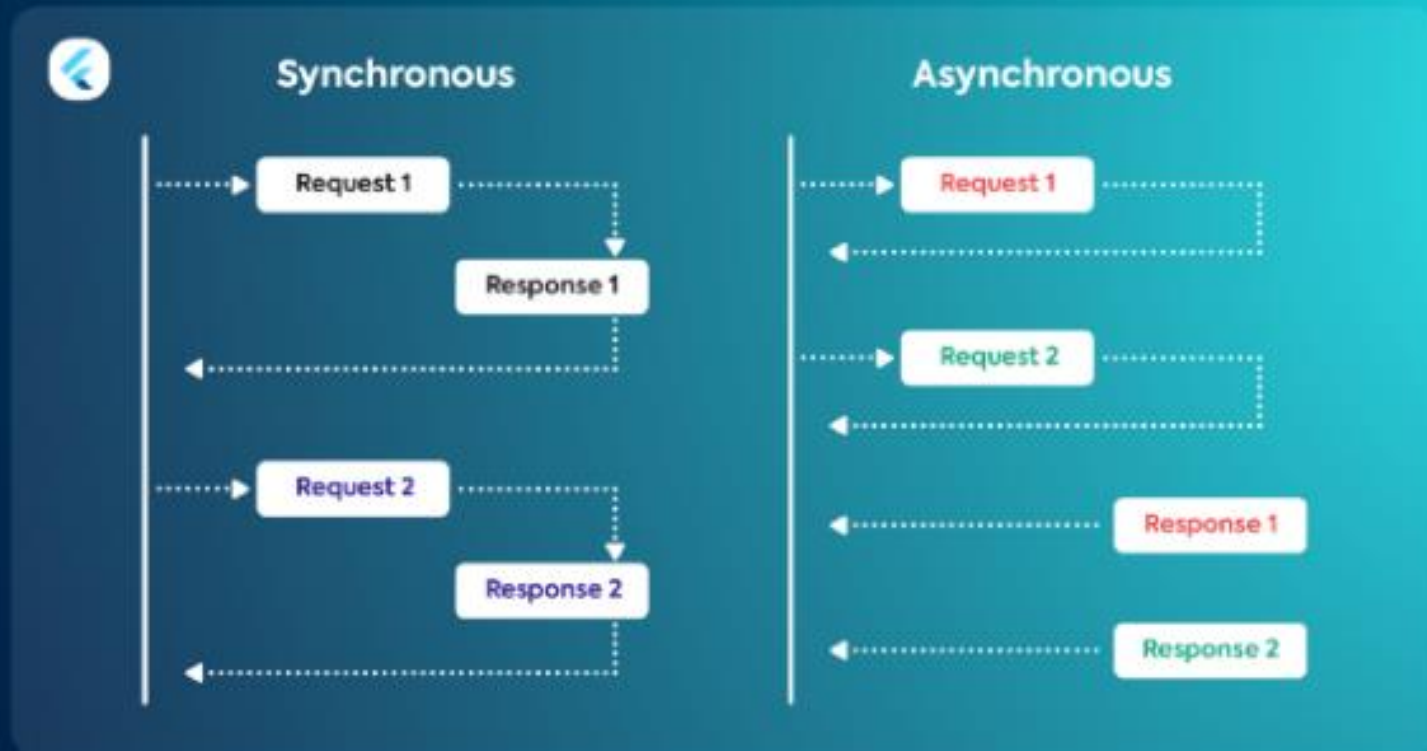 Synchronous
Request 1
Response 1
Request 2
Response 2
Asynchronous
Request 1
Request 2
Response 1
Response 2